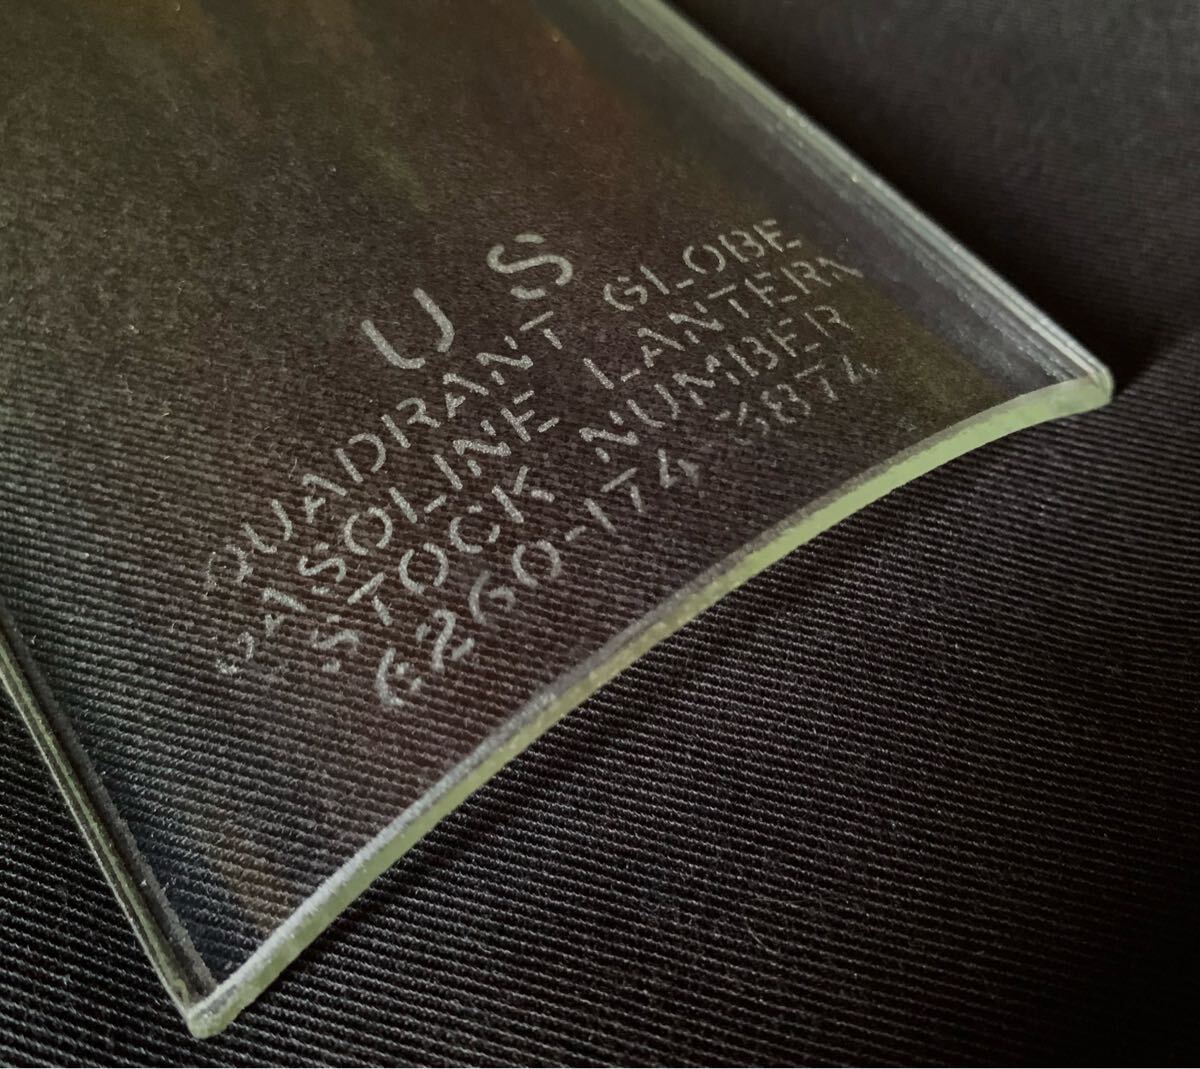 U S
QUADRANT GLOBE
GASOLINE LANTERN
STOCK NUMBER
6260-174-3874